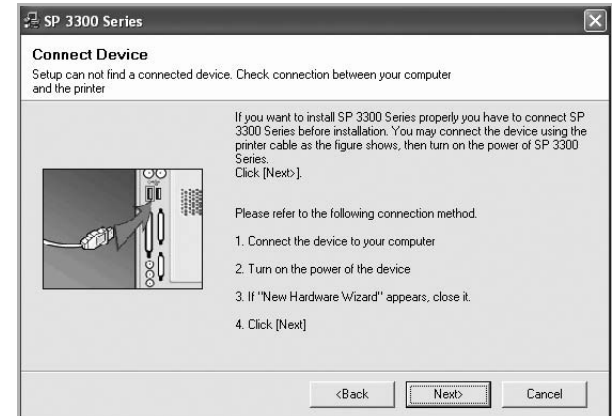 SP 3300 Series
Connect Device
Setup can not find a connected device. Check connection between your computer
and the printer
If you want to install SP 3300 Series properly you have to connect SP
3300 Series before installation. You may connect the device using the
printer cable as the figure shows, then turn on the power of SP 3300
Series.
Click [Next>].
Please refer to the following connection method.
1. Connect the device to your computer
2. Turn on the power of the device
3. If "New Hardware Wizard" appears, close it.
4. Click [Next]
<Back
Next>
Cancel